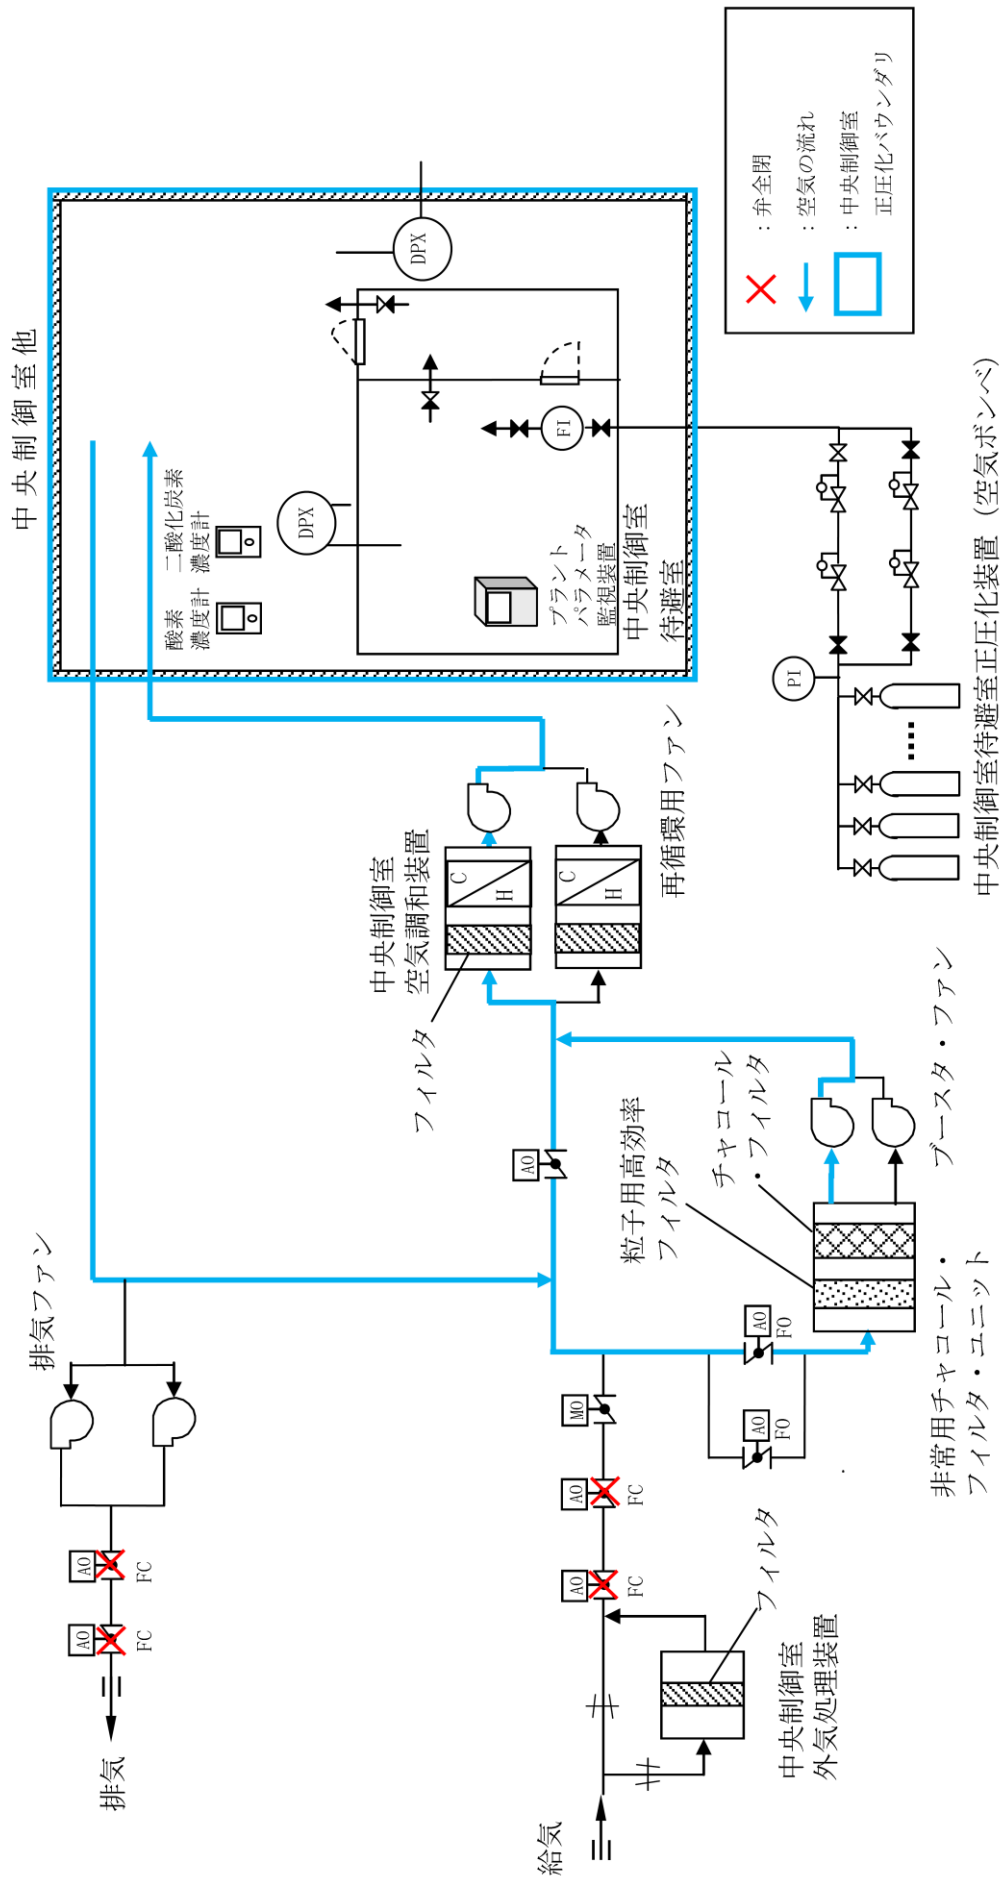 中央制御室他
酸素
濃度計
二酸化炭素
濃度計
DPX
DPX
FI
プラント
パラメータ
監視装置
中央制御室
待避室
: 弁全閉
: 空気の流れ
: 中央制御室
正圧化バウンダリ
PI
中央制御室待避室正圧化装置(空気ボンベ)
中央制御室
空気調和装置
フィルタ
C
H
C
H
再循環用ファン
排気ファン
排気
AO
FC
AO
FC
AO
給気
中央制御室
外気処理装置
フィルタ
AO
FC
AO
FC
MO
AO
FO
AO
FO
粒子用高効率
フィルタ
チャコール
・フィルタ
非常用チャコール・
フィルタ・ユニット
ブースタ・ファン